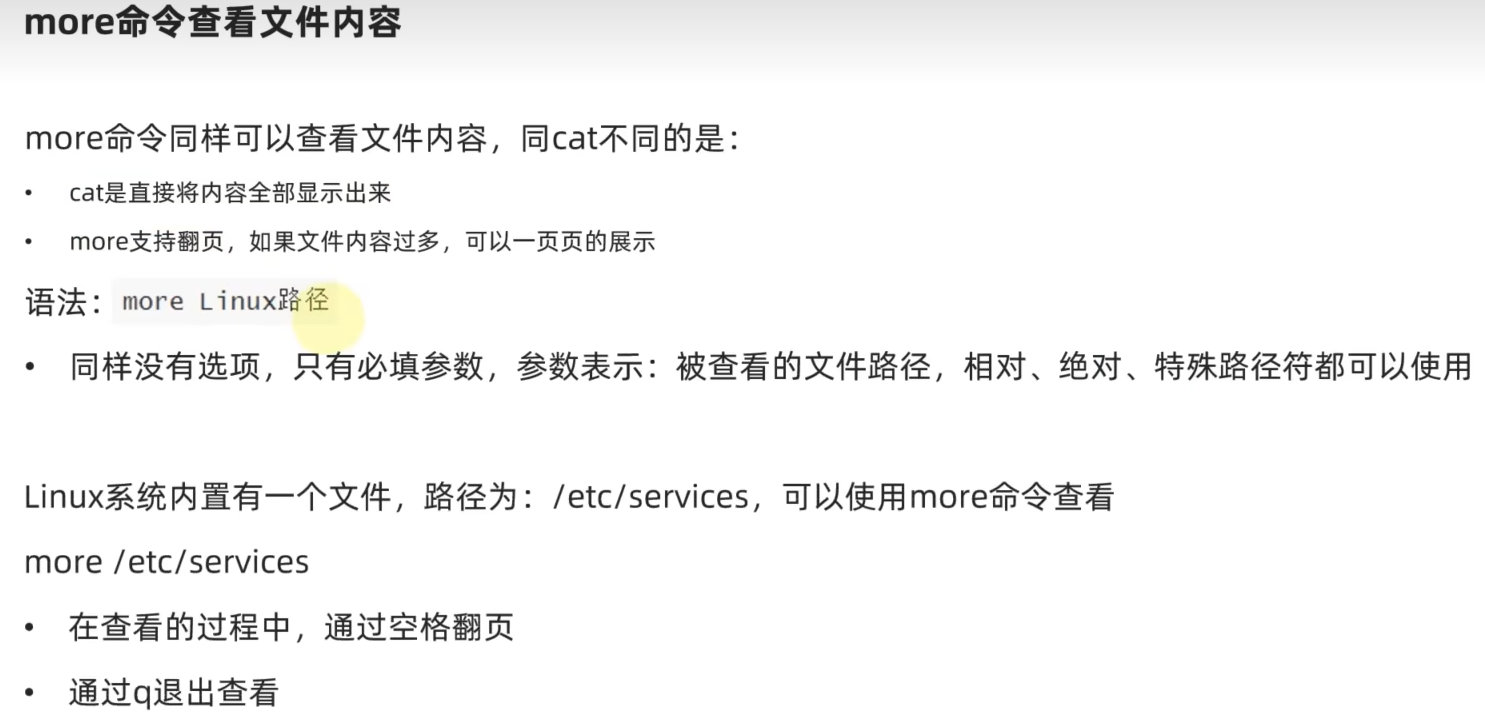 more命令查看文件内容
more命令同样可以查看文件内容，同cat不同的是：
• cat是直接将内容全部显示出来
• more支持翻页，如果文件内容过多，可以一页页的展示
语法：more Linux路径
• 同样没有选项，只有必填参数，参数表示：被查看的文件路径，相对、绝对、特殊路径符都可以使用
Linux系统内置有一个文件，路径为：/etc/services，可以使用more命令查看
more /etc/services
• 在查看的过程中，通过空格翻页
• 通过q退出查看